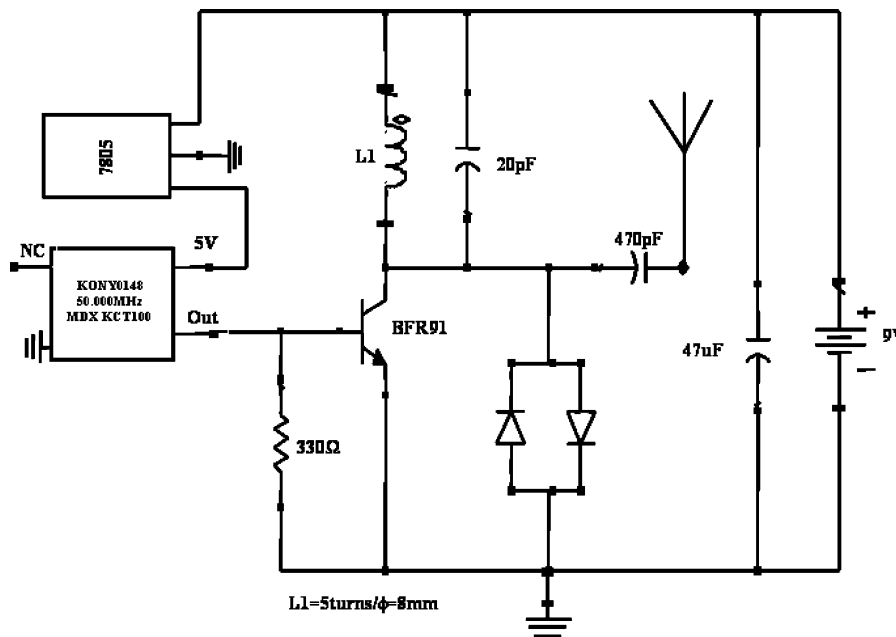 7805
L1
20pF
470pF
NC
5V
KONY0148
50.000MHz
MDX KCT100
Out
BFR91
47uF
+
9v
−
330Ω
L1=5turns/ϕ=8mm